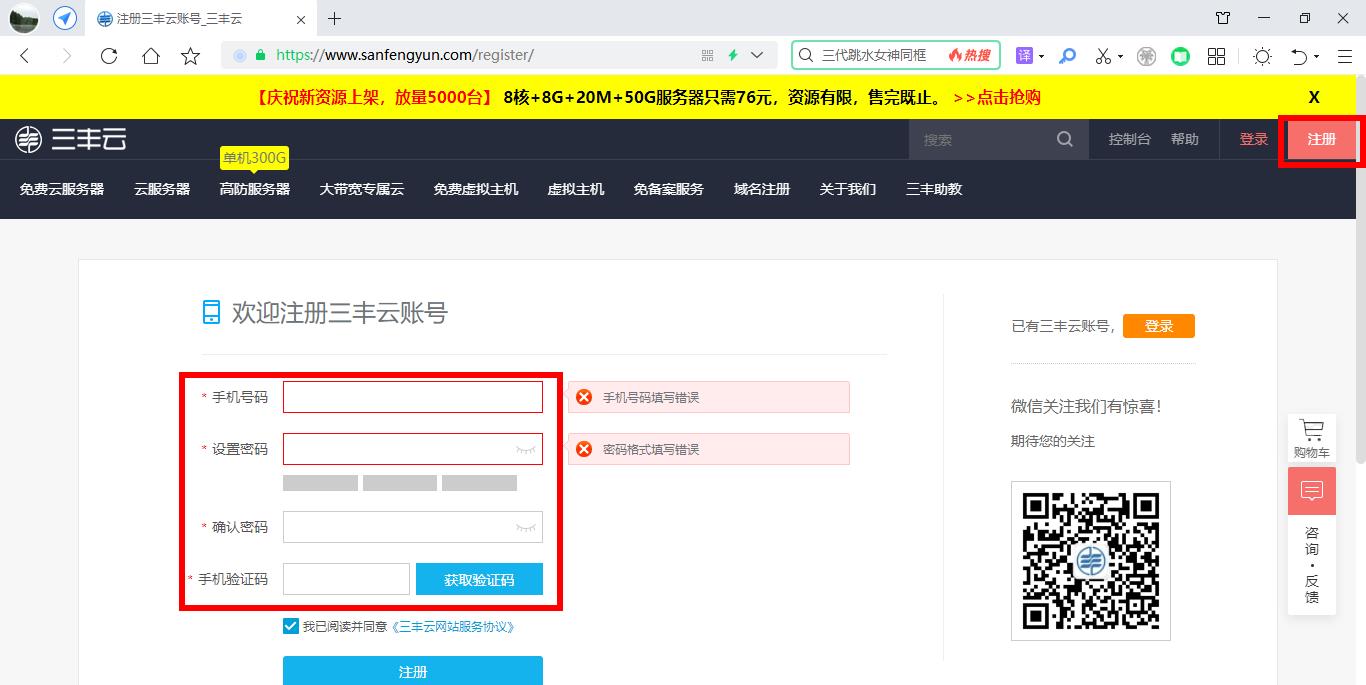 注册三丰云账号_三丰云
https://www.sanfengyun.com/register/
三代跳水女神同框
热搜
译
【庆祝新资源上架，放量5000台】 8核+8G+20M+50G服务器只需76元，资源有限，售完既止。 >>点击抢购
X
三丰云
搜索
控制台
帮助
登录
注册
单机300G
免费云服务器
云服务器
高防服务器
大带宽专属云
免费虚拟主机
虚拟主机
免备案服务
域名注册
关于我们
三丰助教
欢迎注册三丰云账号
* 手机号码
手机号码填写错误
* 设置密码
密码格式填写错误
* 确认密码
* 手机验证码
获取验证码
我已阅读并同意《三丰云网站服务协议》
注册
已有三丰云账号，
登录
微信关注我们有惊喜！
期待您的关注
购物车
咨询·反馈